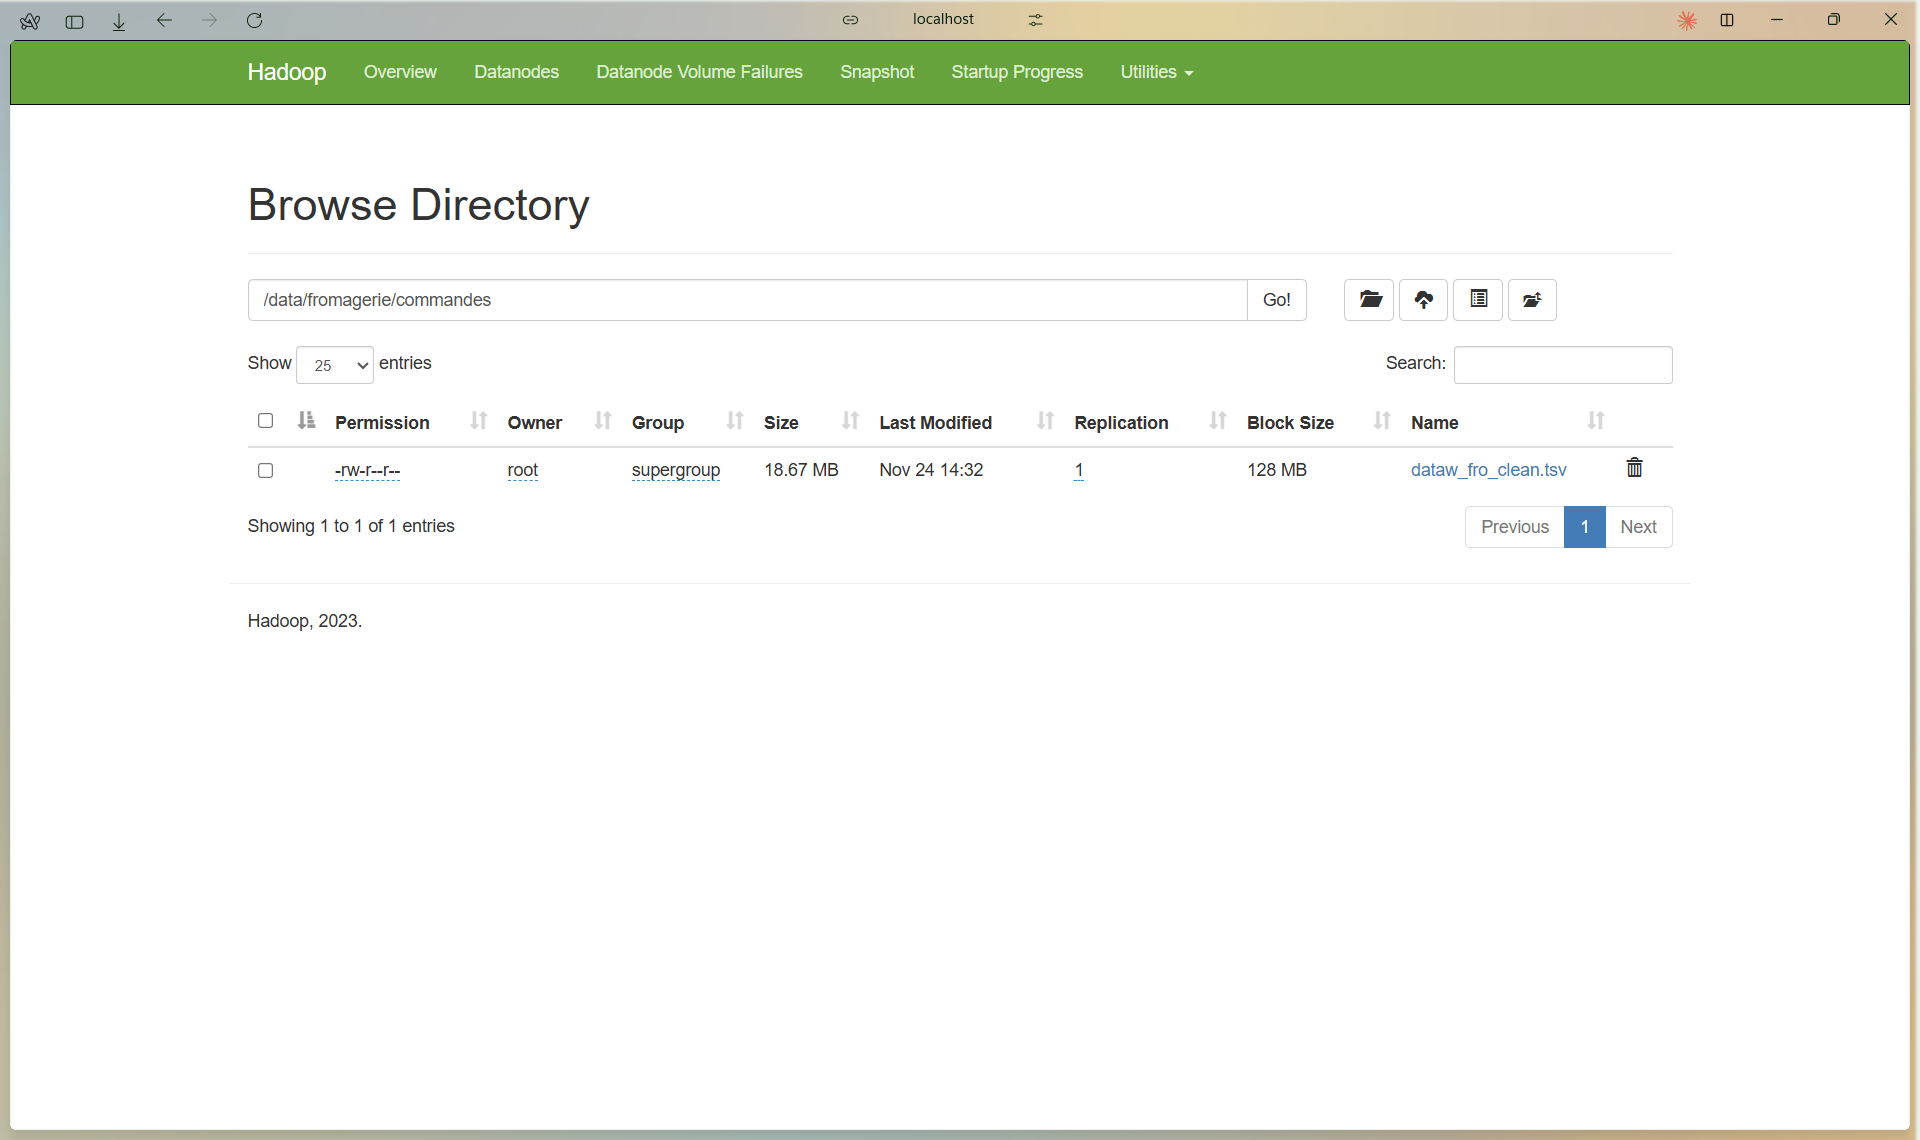 localhost
Hadoop Overview Datanodes Datanode Volume Failures Snapshot Startup Progress Utilities
Browse Directory
/data/fromagerie/commandes Go!
Show 25 entries Search:
Permission Owner Group Size Last Modified Replication Block Size Name
-rw-r--r-- root supergroup 18.67 MB Nov 24 14:32 1 128 MB dataw_fro_clean.tsv
Showing 1 to 1 of 1 entries Previous 1 Next
Hadoop, 2023.